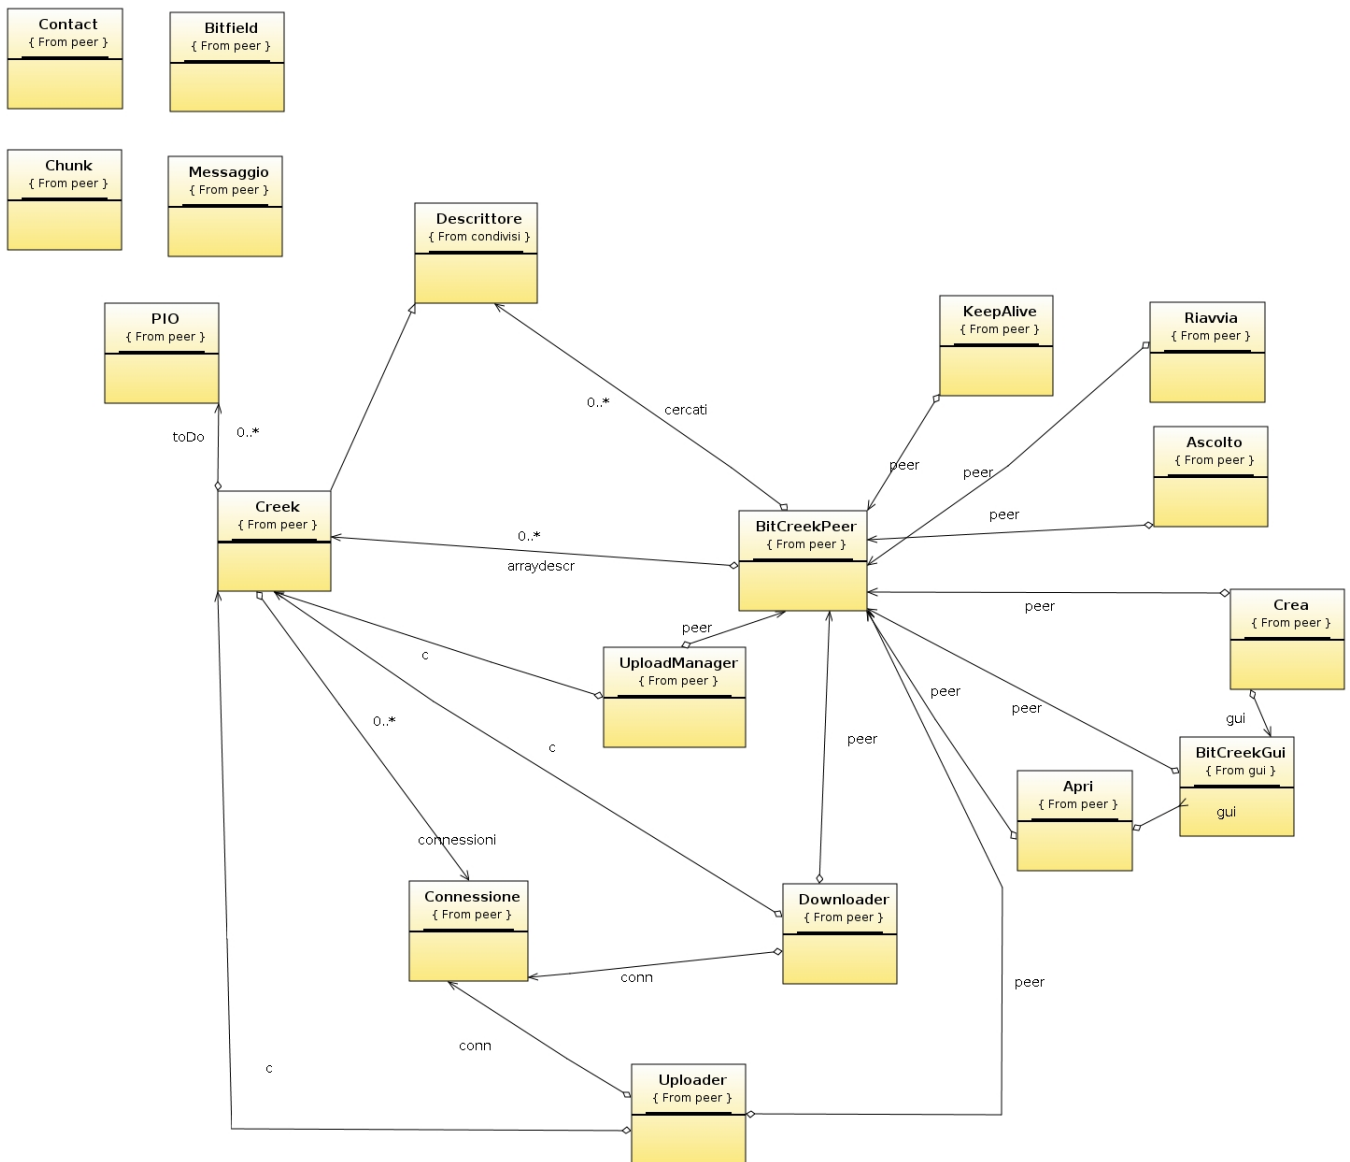 Contact
{ From peer }
Bitfield
{ From peer }
Chunk
{ From peer }
Messaggio
{ From peer }
Descrittore
{ From condivisi }
PIO
{ From peer }
KeepAlive
{ From peer }
Riavvia
{ From peer }
0..*
cercati
toDo
0..*
peer
peer
Ascolto
{ From peer }
peer
Creek
{ From peer }
BitCreekPeer
{ From peer }
0..*
arraydescr
peer
Crea
{ From peer }
peer
UploadManager
{ From peer }
c
peer
peer
0..*
c
peer
gui
BitCreekGui
{ From gui }
gui
Apri
{ From peer }
connessioni
Connessione
{ From peer }
Downloader
{ From peer }
conn
peer
conn
c
Uploader
{ From peer }